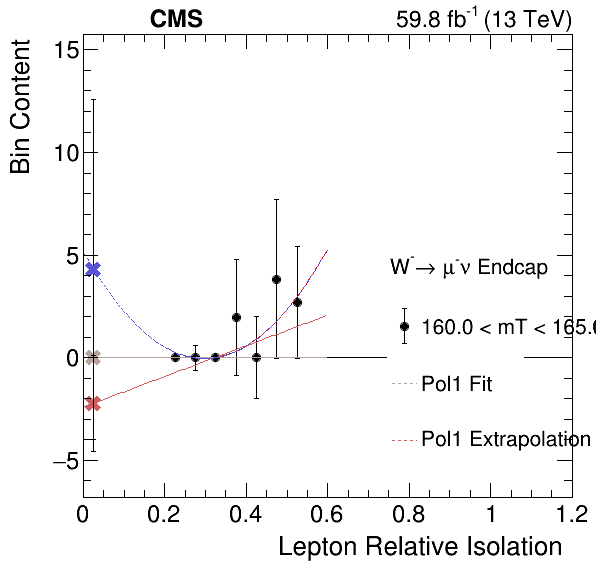 CMS
59.8 fb⁻¹ (13 TeV)
Bin Content
15
10
5
0
−5
W⁻→ μ⁻ν Endcap
160.0 < mT < 165.0
Pol1 Fit
Pol1 Extrapolation
0 0.2 0.4 0.6 0.8 1 1.2
Lepton Relative Isolation